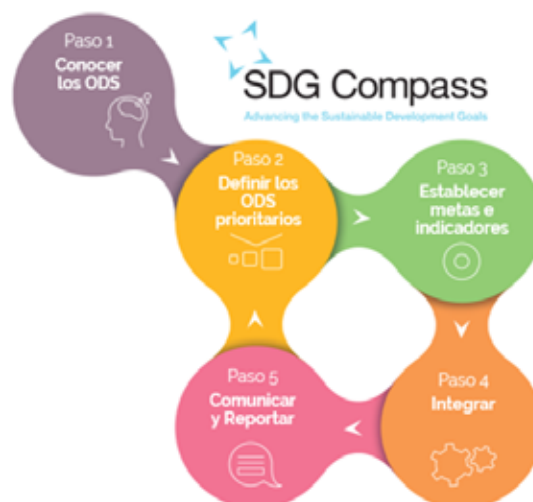 Paso 1
Conocer
los ODS
SDG Compass
Advancing the Sustainable Development Goals
Paso 2
Definir los
ODS
prioritarios
Paso 3
Establecer
metas e
indicadores
Paso 4
Integrar
Paso 5
Comunicar
y Reportar